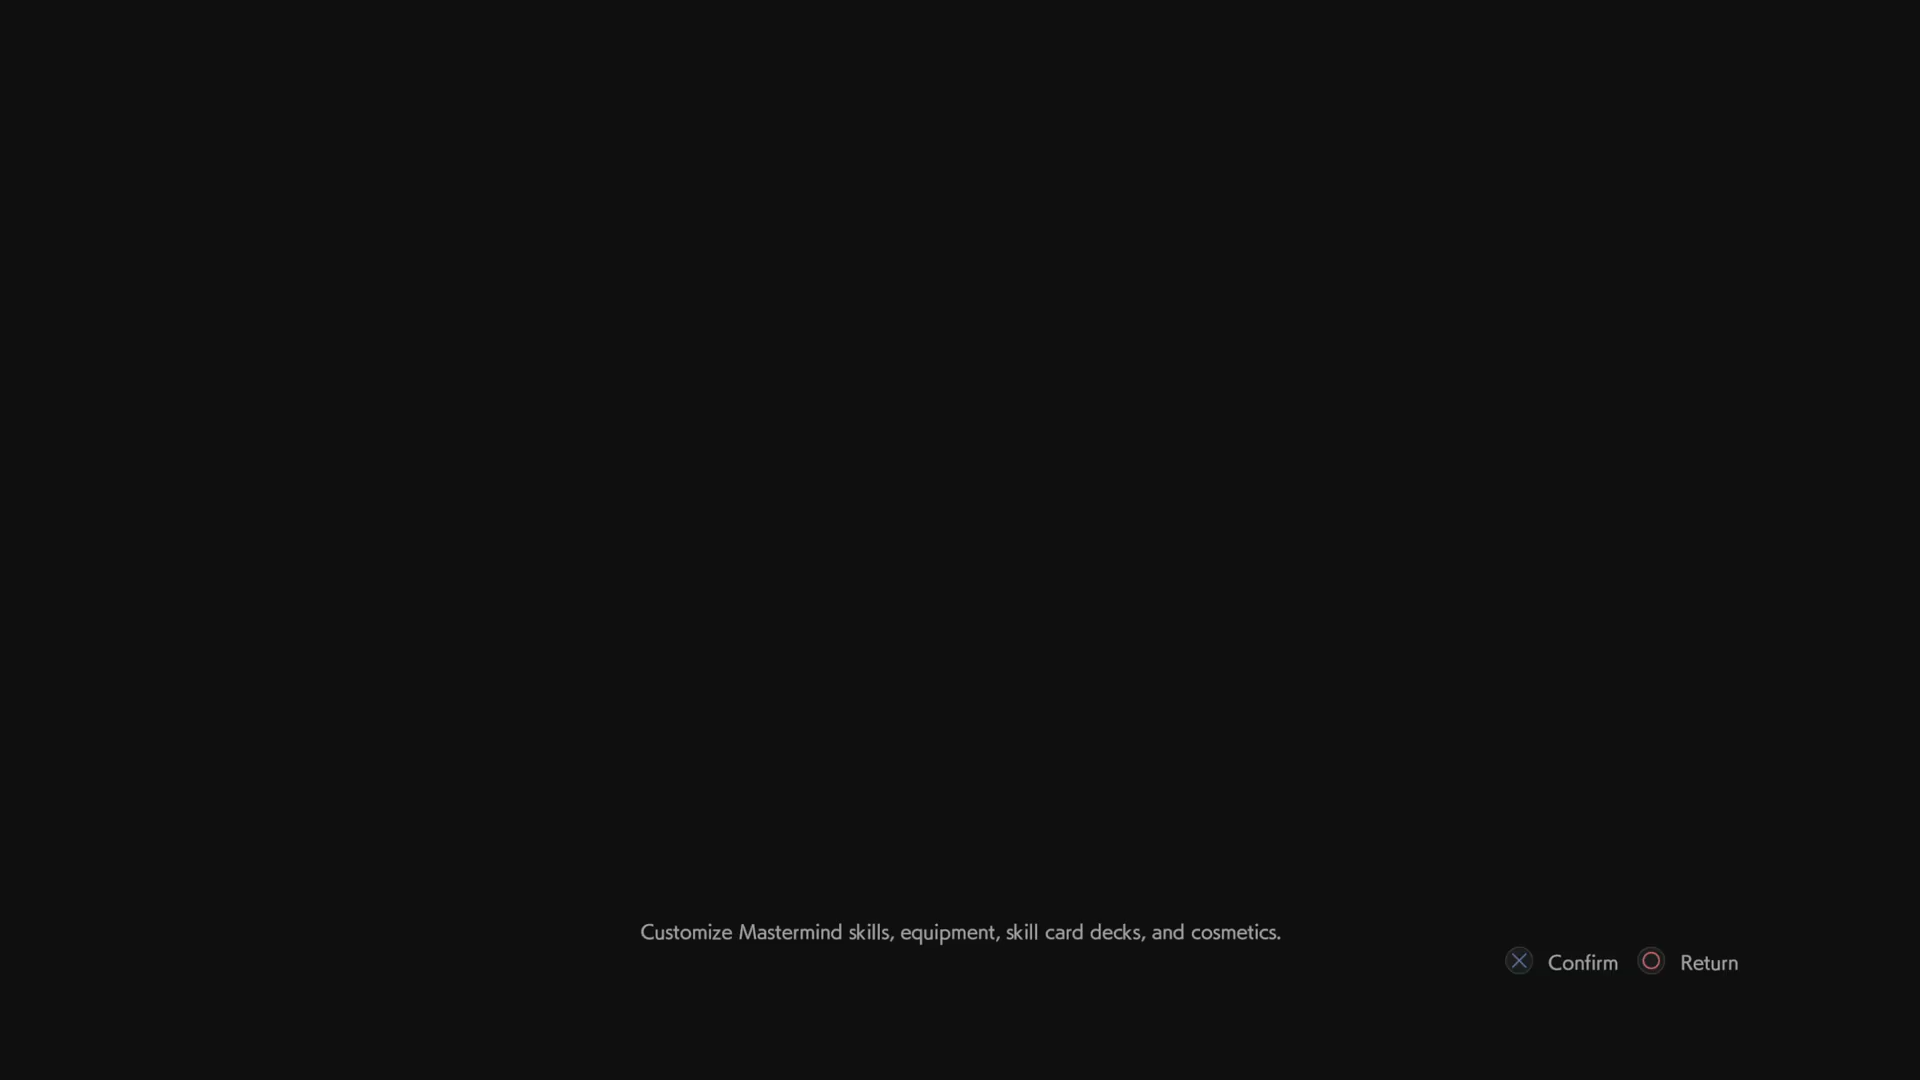 Customize Mastermind skills, equipment, skill card decks, and cosmetics.
Confirm Return